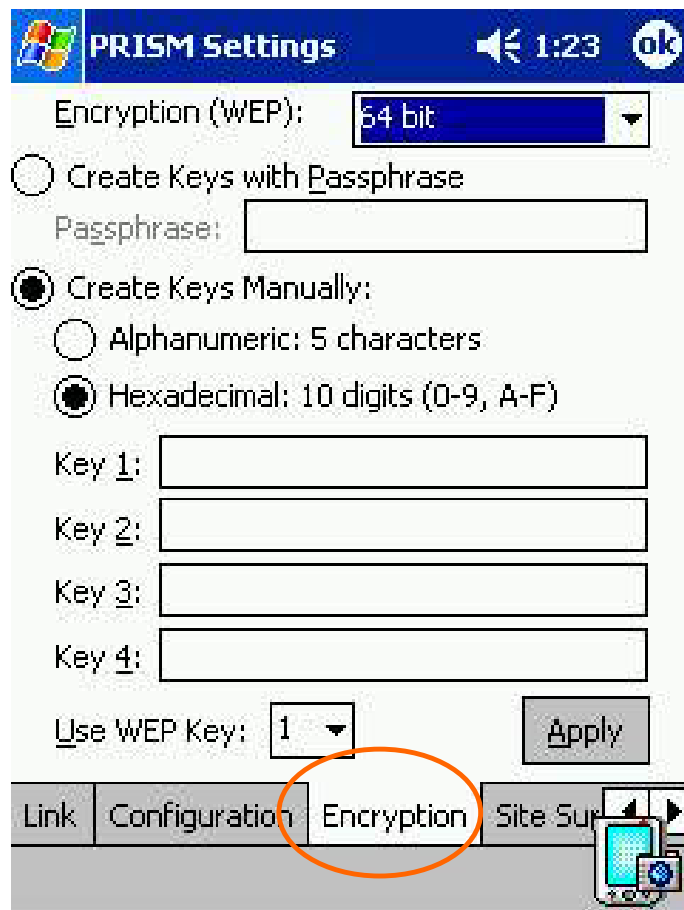 PRISM Settings 1:23 ok
Encryption (WEP): 64 bit
Create Keys with Passphrase
Passphrase:
Create Keys Manually:
Alphanumeric: 5 characters
Hexadecimal: 10 digits (0-9, A-F)
Key 1:
Key 2:
Key 3:
Key 4:
Use WEP Key: 1 Apply
Link Configuration Encryption Site Sur